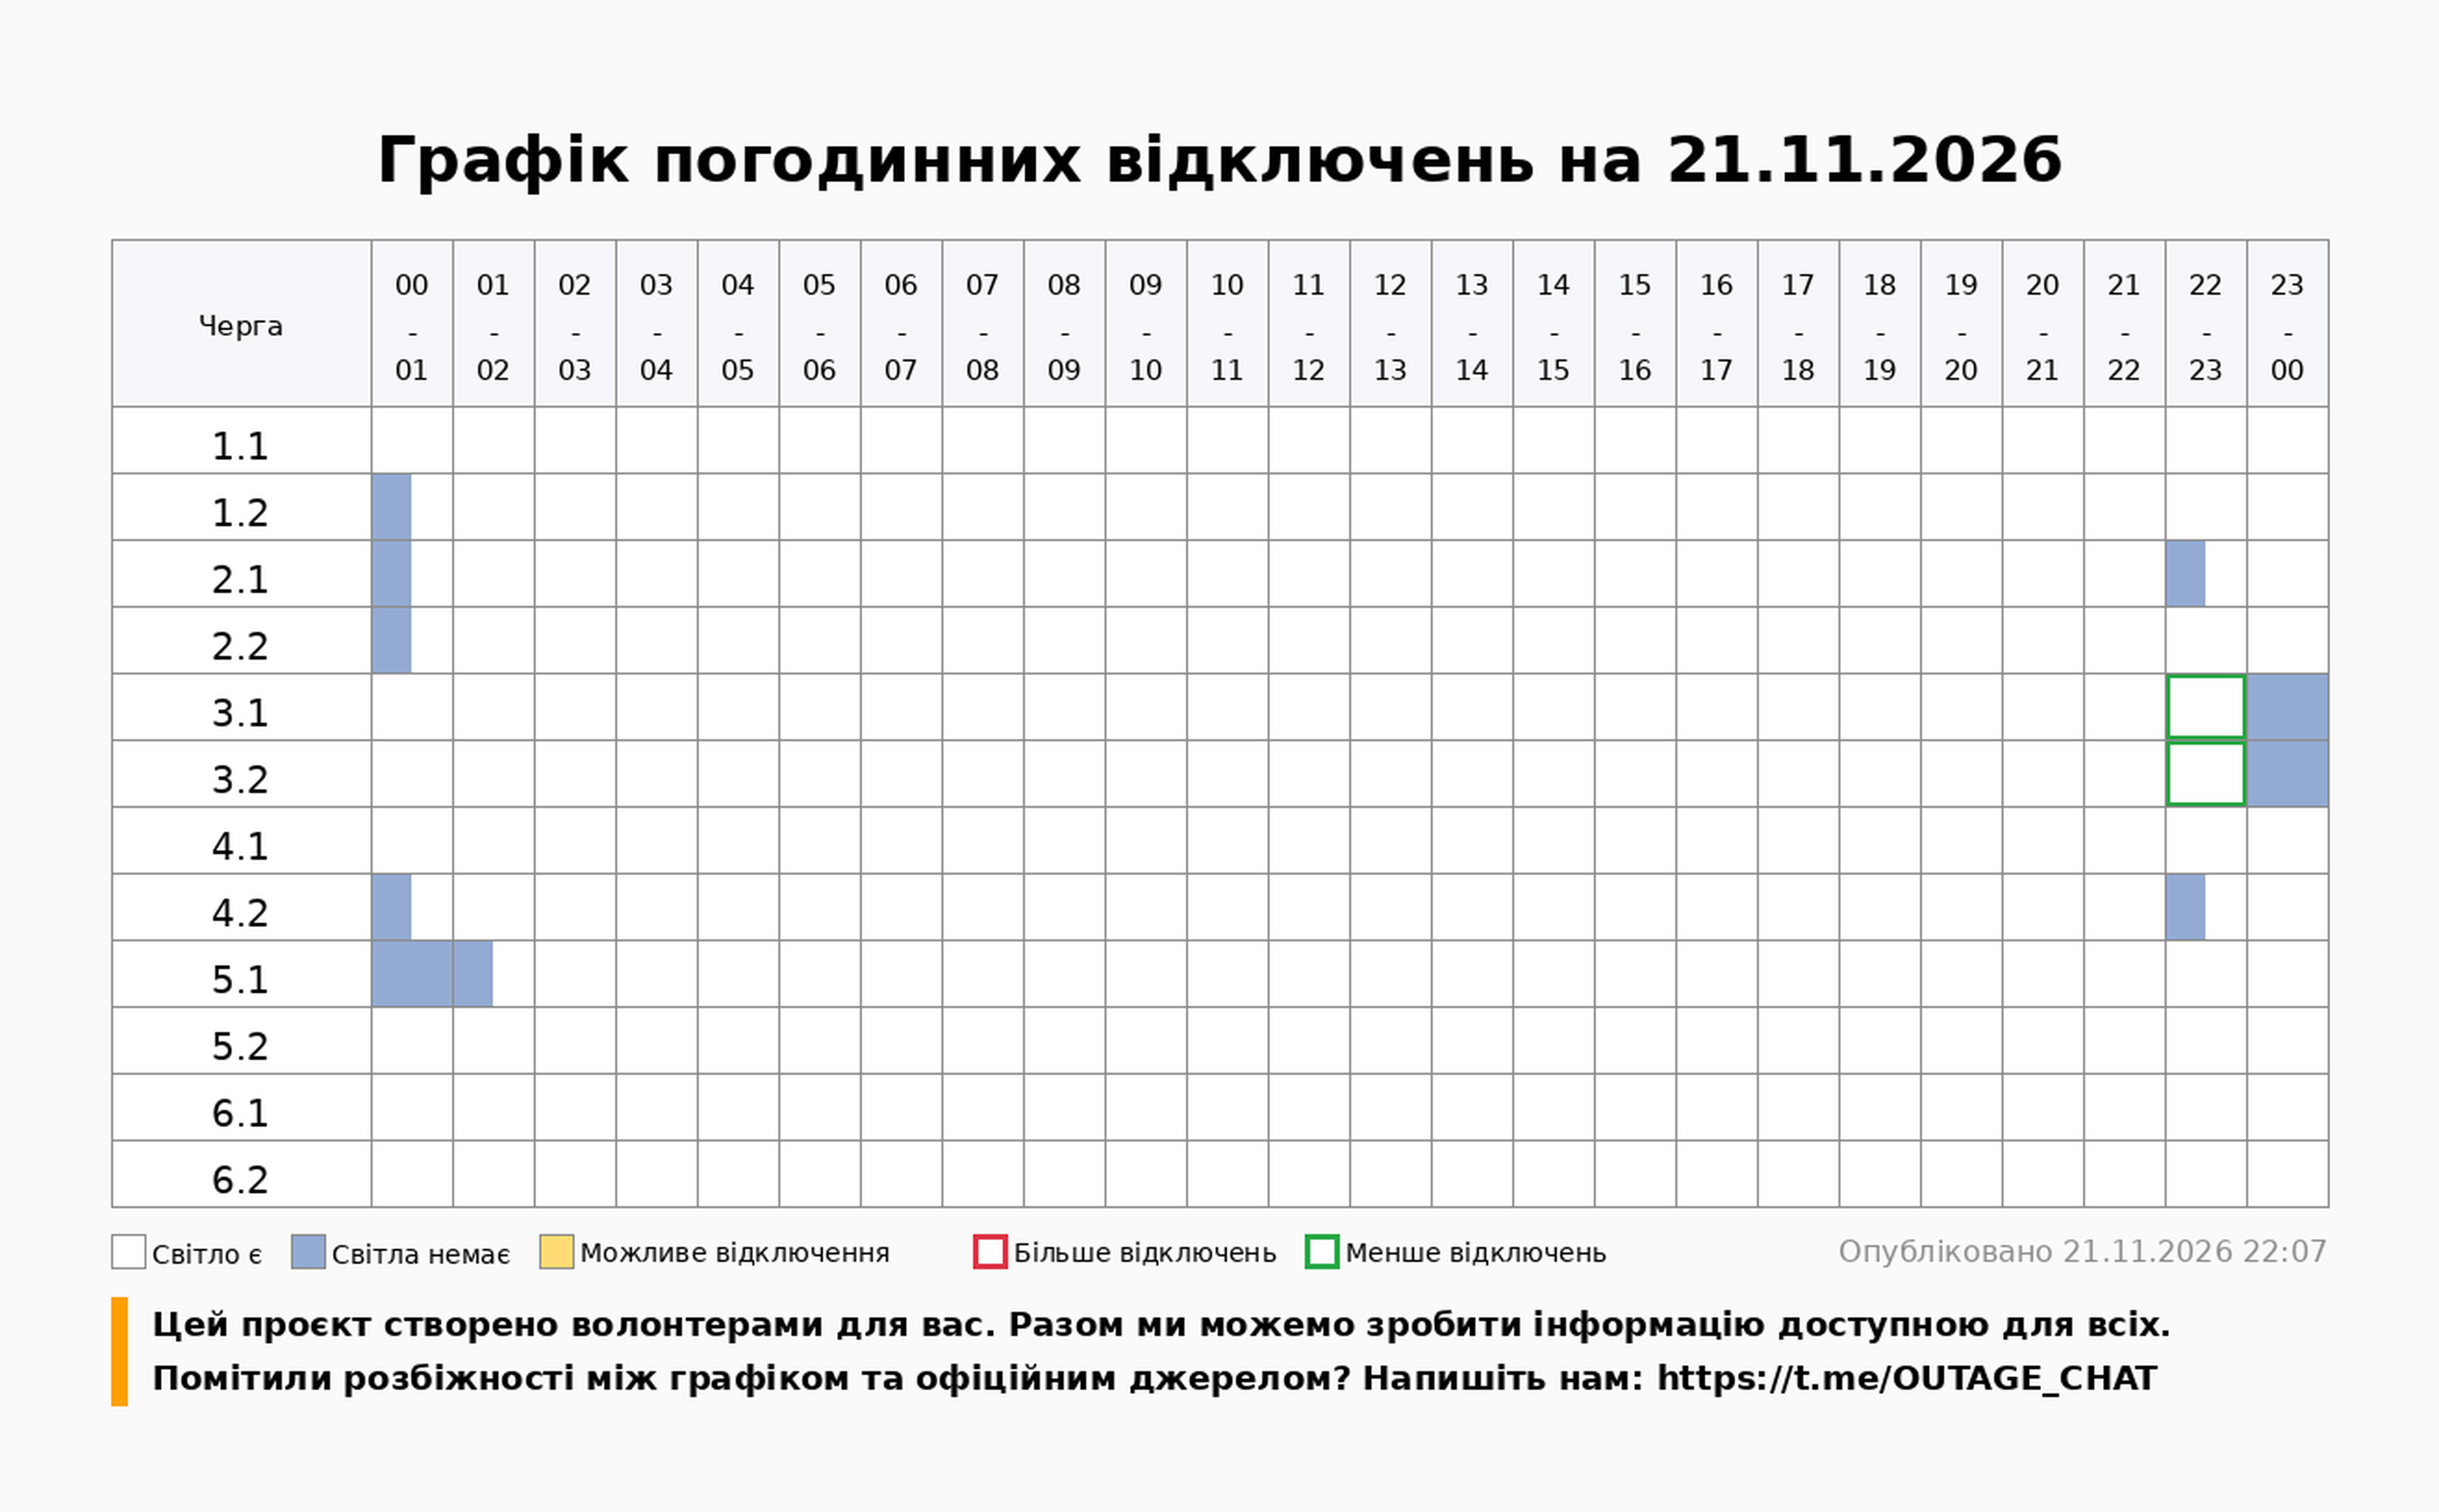 Графік погодинних відключень на 21.11.2026
Черга
00 - 01
01 - 02
02 - 03
03 - 04
04 - 05
05 - 06
06 - 07
07 - 08
08 - 09
09 - 10
10 - 11
11 - 12
12 - 13
13 - 14
14 - 15
15 - 16
16 - 17
17 - 18
18 - 19
19 - 20
20 - 21
21 - 22
22 - 23
23 - 00
1.1
1.2
2.1
2.2
3.1
3.2
4.1
4.2
5.1
5.2
6.1
6.2
Світло є Світла немає Можливе відключення Більше відключень Менше відключень Опубліковано 21.11.2026 22:07
Цей проєкт створено волонтерами для вас. Разом ми можемо зробити інформацію доступною для всіх.
Помітили розбіжності між графіком та офіційним джерелом? Напишіть нам: https://t.me/OUTAGE_CHAT